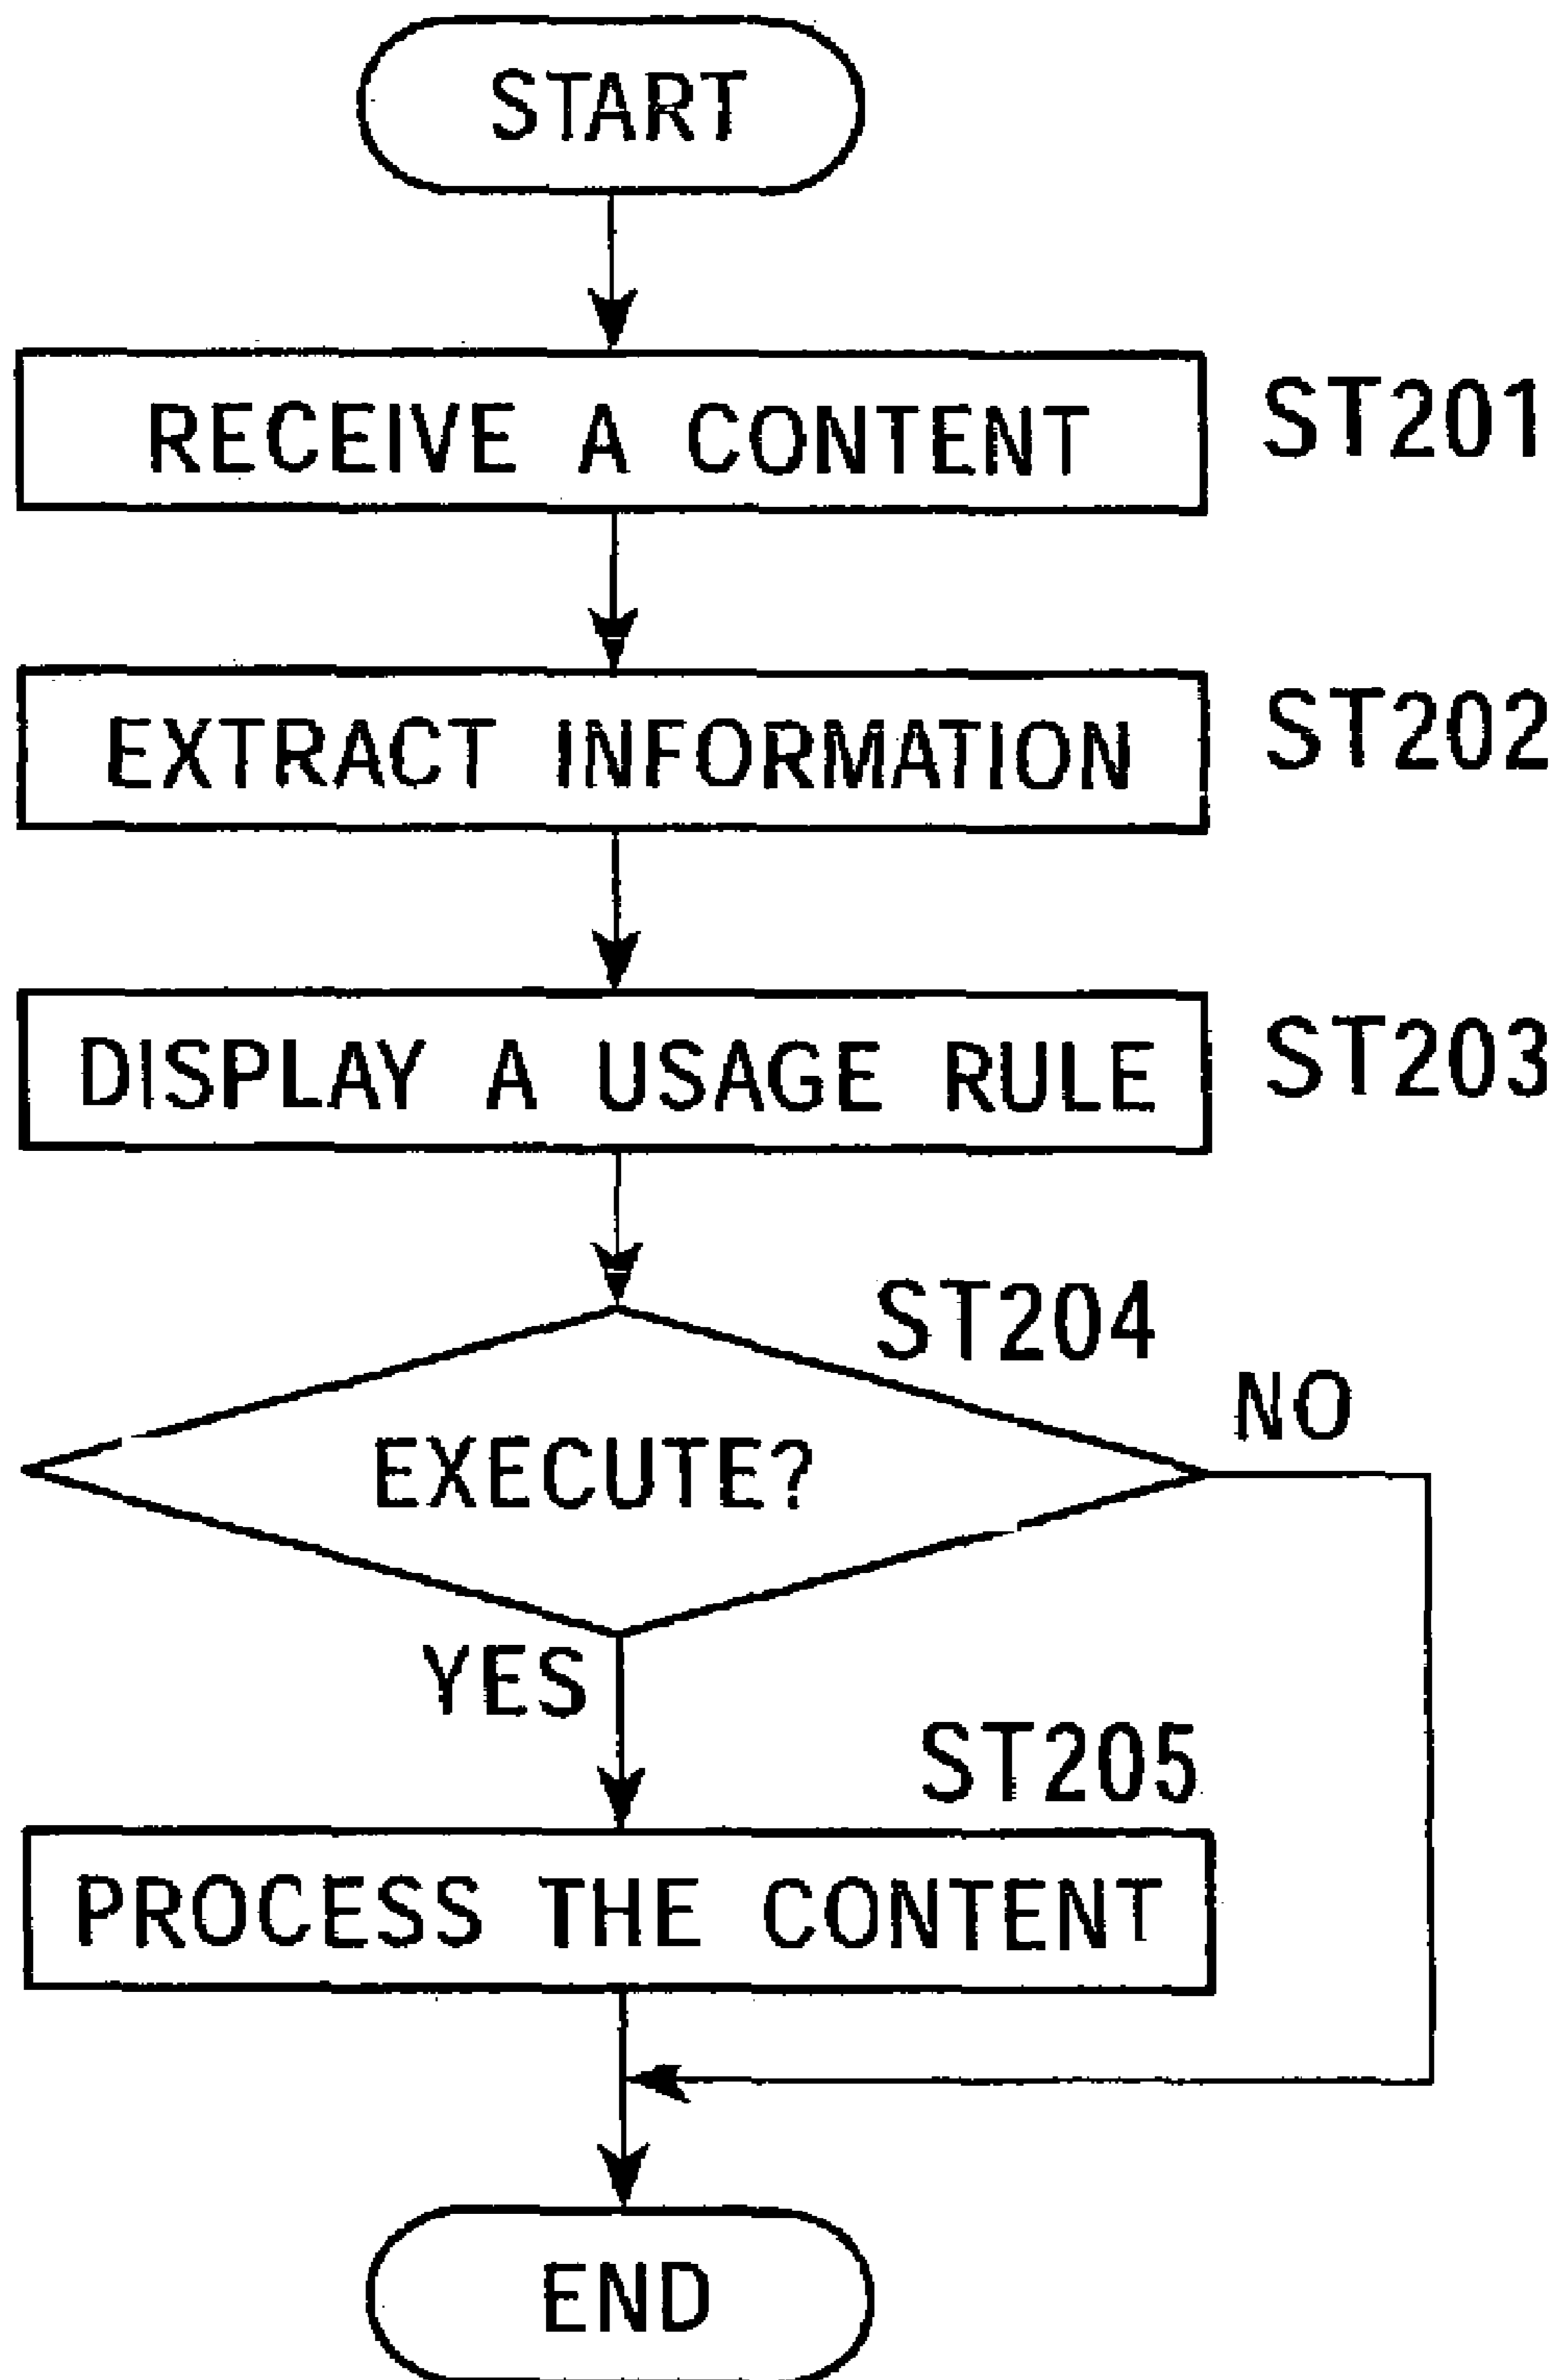 START
RECEIVE A CONTENT ST201
EXTRACT INFORMATION ST202
DISPLAY A USAGE RULE ST203
ST204
NO
EXECUTE?
YES
ST205
PROCESS THE CONTENT
END